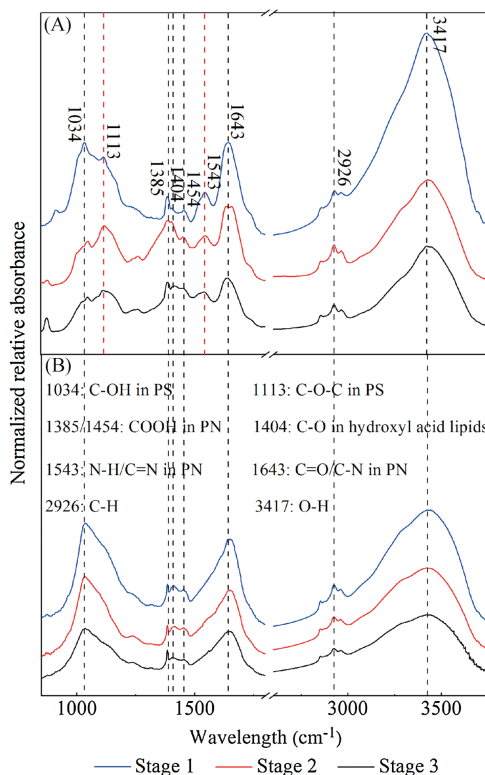 (A)
3417
1034
1113
1643
1385
1404
1454
1543
2926
Normalized relative absorbance
(B)
1034: C-OH in PS 1113: C-O-C in PS
1385/1454: COOH in PN 1404: C-O in hydroxyl acid lipids
1543: N-H/C=N in PN 1643: C=O/C-N in PN
2926: C-H 3417: O-H
1000 1500 3000 3500
Wavelength (cm-1)
Stage 1 Stage 2 Stage 3